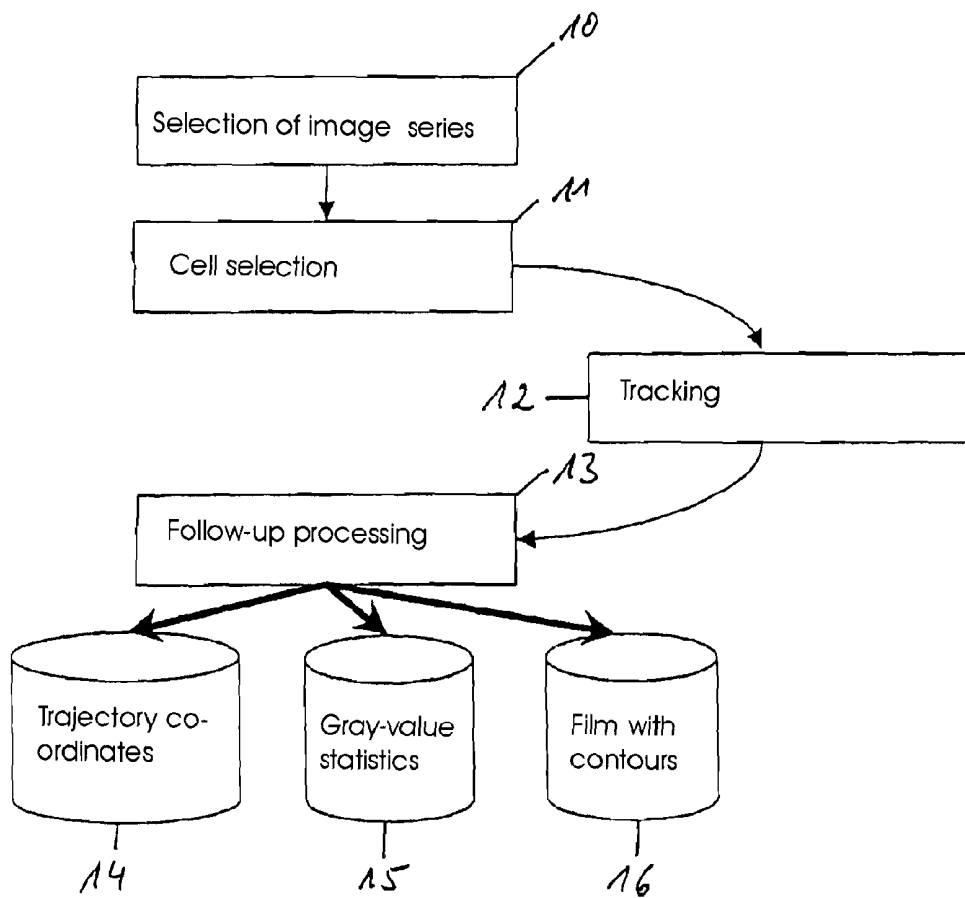 10
Selection of image series
11
Cell selection
12
Tracking
13
Follow-up processing
Trajectory co-
ordinates
Gray-value
statistics
Film with
contours
14
15
16